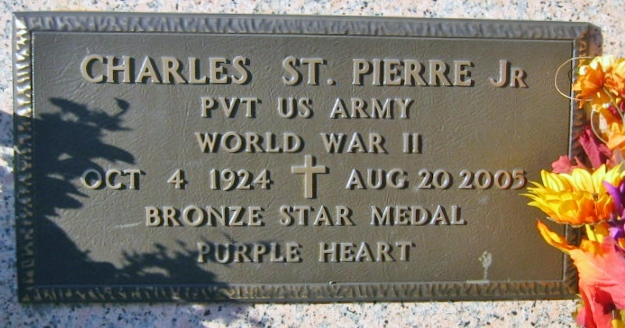 CHARLES ST. PIERRE JR
PVT US ARMY
WORLD WAR II
OCT 4 1924 AUG 20 2005
BRONZE STAR MEDAL
PURPLE HEART